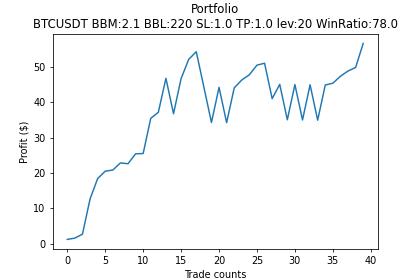 Portfolio
BTCUSDT BBM:2.1 BBL:220 SL:1.0 TP:1.0 lev:20 WinRatio:78.0
50
40
30
20
10
0
Profit ($)
0 5 10 15 20 25 30 35 40
Trade counts